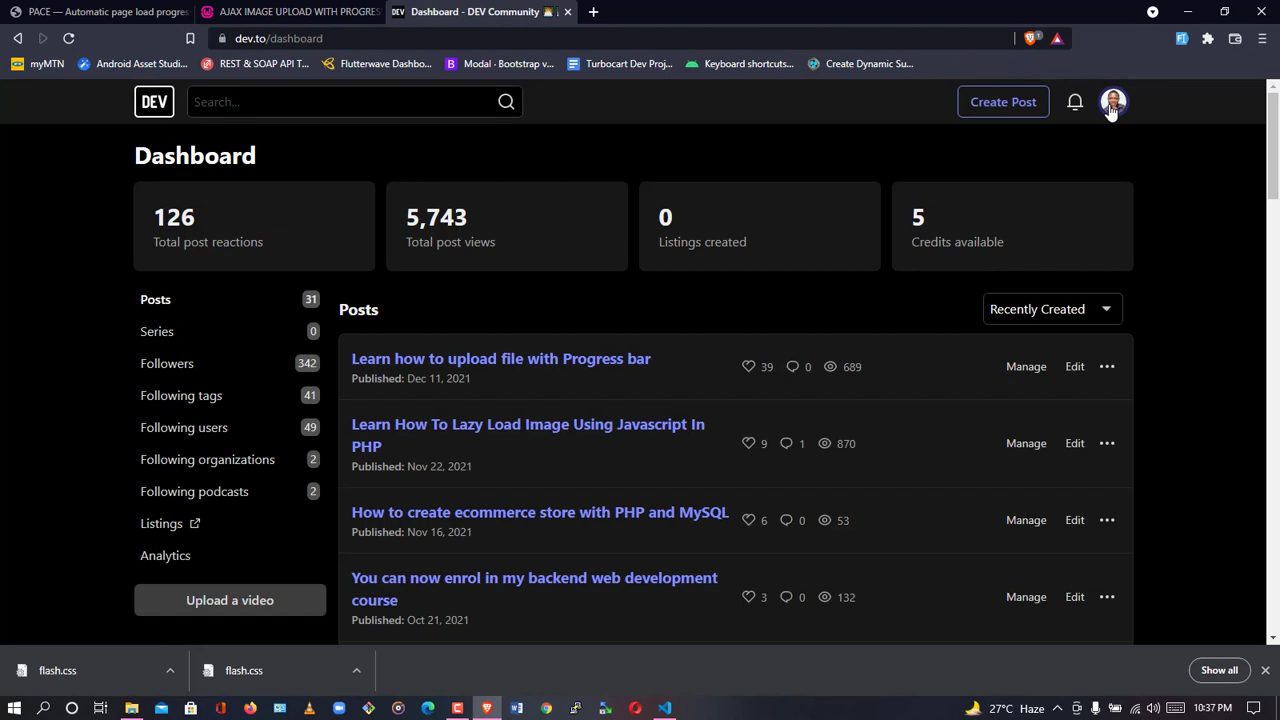 PACE — Automatic page load progres
AJAX IMAGE UPLOAD WITH PROGRES
DEV Dashboard - DEV Community
dev.to/dashboard
1
myMTN
Android Asset Studi...
REST & SOAP API T...
Flutterwave Dashbo...
B Modal · Bootstrap v...
Turbocart Dev Proj...
Keyboard shortcuts...
Create Dynamic Su...
DEV
Search...
Create Post
Dashboard
126
Total post reactions
5,743
Total post views
0
Listings created
5
Credits available
Posts 31
Series 0
Followers 342
Following tags 41
Following users 49
Following organizations 2
Following podcasts 2
Listings
Analytics
Upload a video
Posts
Recently Created
Learn how to upload file with Progress bar
Published: Dec 11, 2021
39 0 689
Manage Edit
Learn How To Lazy Load Image Using Javascript In
PHP
Published: Nov 22, 2021
9 1 870
Manage Edit
How to create ecommerce store with PHP and MySQL
Published: Nov 16, 2021
6 0 53
Manage Edit
You can now enrol in my backend web development
course
Published: Oct 21, 2021
3 0 132
Manage Edit
flash.css
flash.css
Show all
27°C Haze
10:37 PM